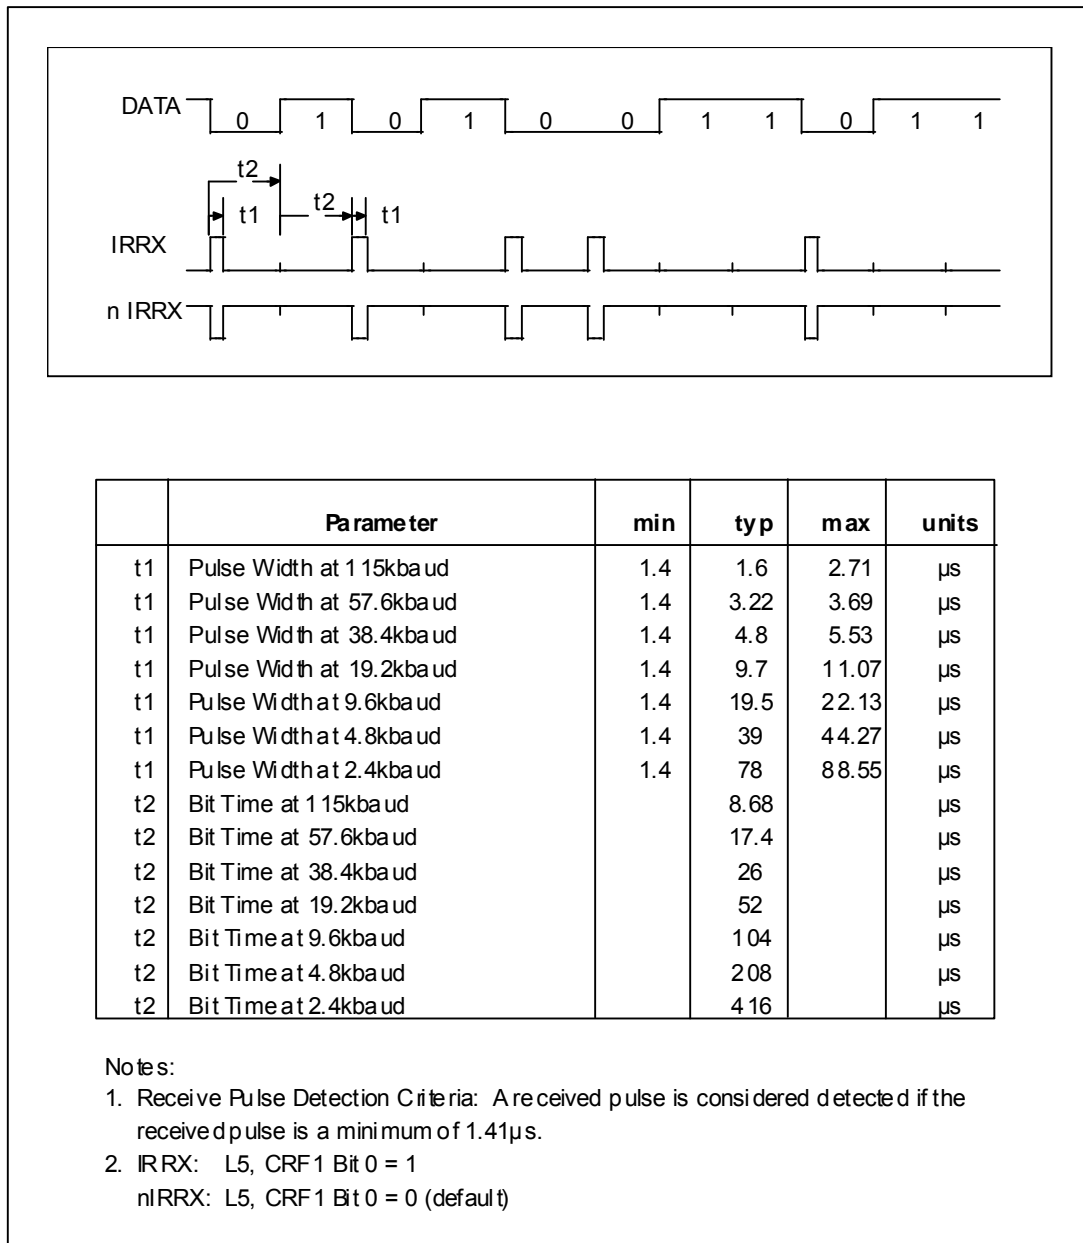 DATA 0 1 0 1 0 0 1 1 0 1 1
t2
t1 t2 t1
IRRX
n IRRX
Parameter min typ max units
t1 Pulse Width at 115kbaud 1.4 1.6 2.71 µs
t1 Pulse Width at 57.6kbaud 1.4 3.22 3.69 µs
t1 Pulse Width at 38.4kbaud 1.4 4.8 5.53 µs
t1 Pulse Width at 19.2kbaud 1.4 9.7 11.07 µs
t1 Pulse Width at 9.6kbaud 1.4 19.5 22.13 µs
t1 Pulse Width at 4.8kbaud 1.4 39 44.27 µs
t1 Pulse Width at 2.4kbaud 1.4 78 88.55 µs
t2 Bit Time at 115kbaud 8.68 µs
t2 Bit Time at 57.6kbaud 17.4 µs
t2 Bit Time at 38.4kbaud 26 µs
t2 Bit Time at 19.2kbaud 52 µs
t2 Bit Time at 9.6kbaud 104 µs
t2 Bit Time at 4.8kbaud 208 µs
t2 Bit Time at 2.4kbaud 416 µs
Notes:
1. Receive Pulse Detection Criteria: A received pulse is considered detected if the
received pulse is a minimum of 1.41µs.
2. IRRX: L5, CRF1 Bit 0 = 1
nIRRX: L5, CRF1 Bit 0 = 0 (default)